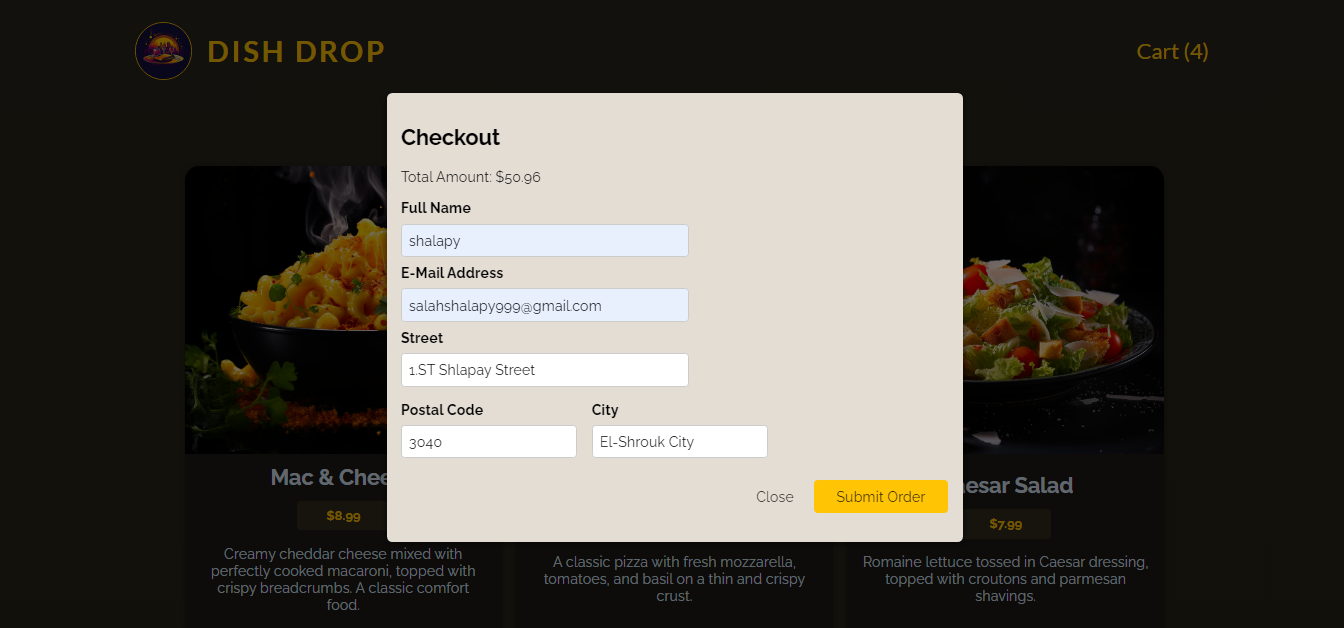 DISH DROP
Cart (4)
Checkout
Total Amount: $50.96
Full Name
shalapy
E-Mail Address
salahshalapy999@gmail.com
Street
1.ST Shlapay Street
Postal Code
City
3040
El-Shrouk City
Close
Submit Order
Mac & Chee
$8.99
Creamy cheddar cheese mixed with
perfectly cooked macaroni, topped with
crispy breadcrumbs. A classic comfort
food.
A classic pizza with fresh mozzarella,
tomatoes, and basil on a thin and crispy
crust.
esar Salad
$7.99
Romaine lettuce tossed in Caesar dressing,
topped with croutons and parmesan
shavings.